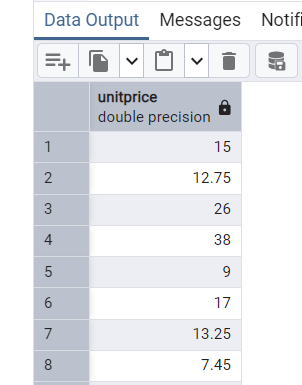 Data Output Messages Notifi
unitprice
double precision
1 15
2 12.75
3 26
4 38
5 9
6 17
7 13.25
8 7.45